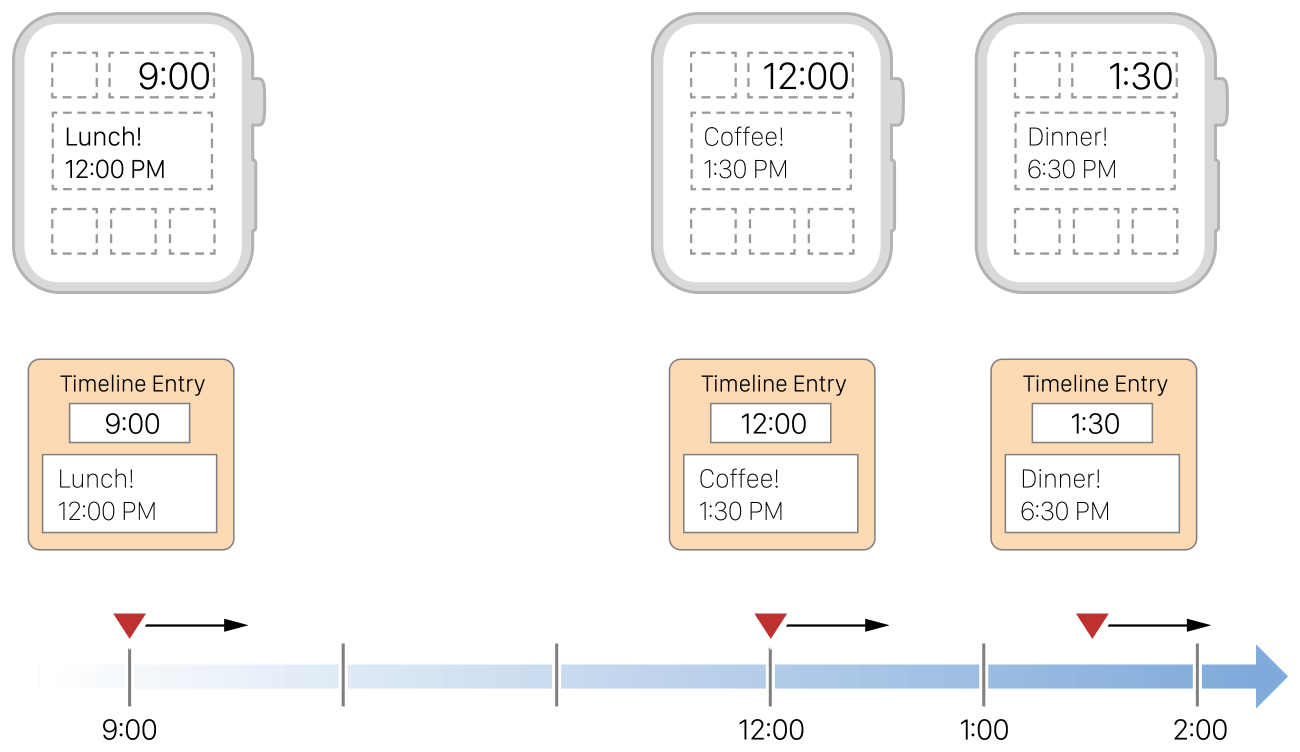 9:00
Lunch!
12:00 PM
12:00
Coffee!
1:30 PM
1:30
Dinner!
6:30 PM
Timeline Entry
9:00
Lunch!
12:00 PM
Timeline Entry
12:00
Coffee!
1:30 PM
Timeline Entry
1:30
Dinner!
6:30 PM
9:00
12:00
1:00
2:00